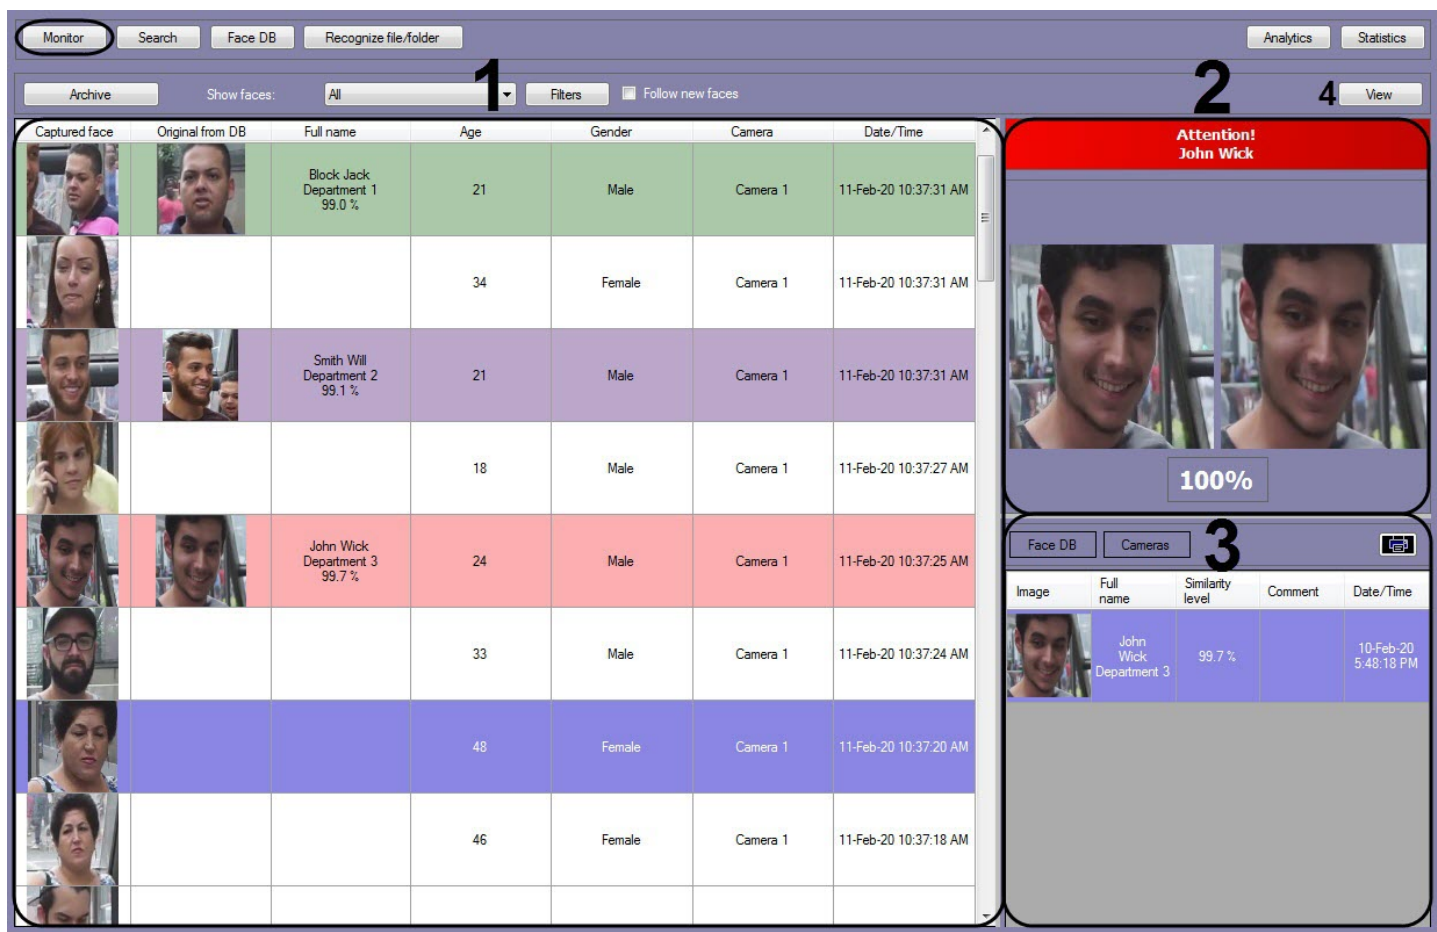 Monitor Search Face DB Recognize file/folder Analytics Statistics
Archive Show faces: All Filters Follow new faces View
1
2
4
Captured face Original from DB Full name Age Gender Camera Date/Time
Block Jack
Department 1
99.0 %
21 Male Camera 1 11-Feb-20 10:37:31 AM
34 Female Camera 1 11-Feb-20 10:37:31 AM
Smith Will
Department 2
99.1 %
21 Male Camera 1 11-Feb-20 10:37:31 AM
18 Male Camera 1 11-Feb-20 10:37:27 AM
John Wick
Department 3
99.7 %
24 Male Camera 1 11-Feb-20 10:37:25 AM
33 Male Camera 1 11-Feb-20 10:37:24 AM
48 Female Camera 1 11-Feb-20 10:37:20 AM
46 Female Camera 1 11-Feb-20 10:37:18 AM
Attention!
John Wick
100%
Face DB Cameras
3
Image Full name Similarity level Comment Date/Time
John
Wick
Department 3
99.7 %
10-Feb-20
5:48:18 PM